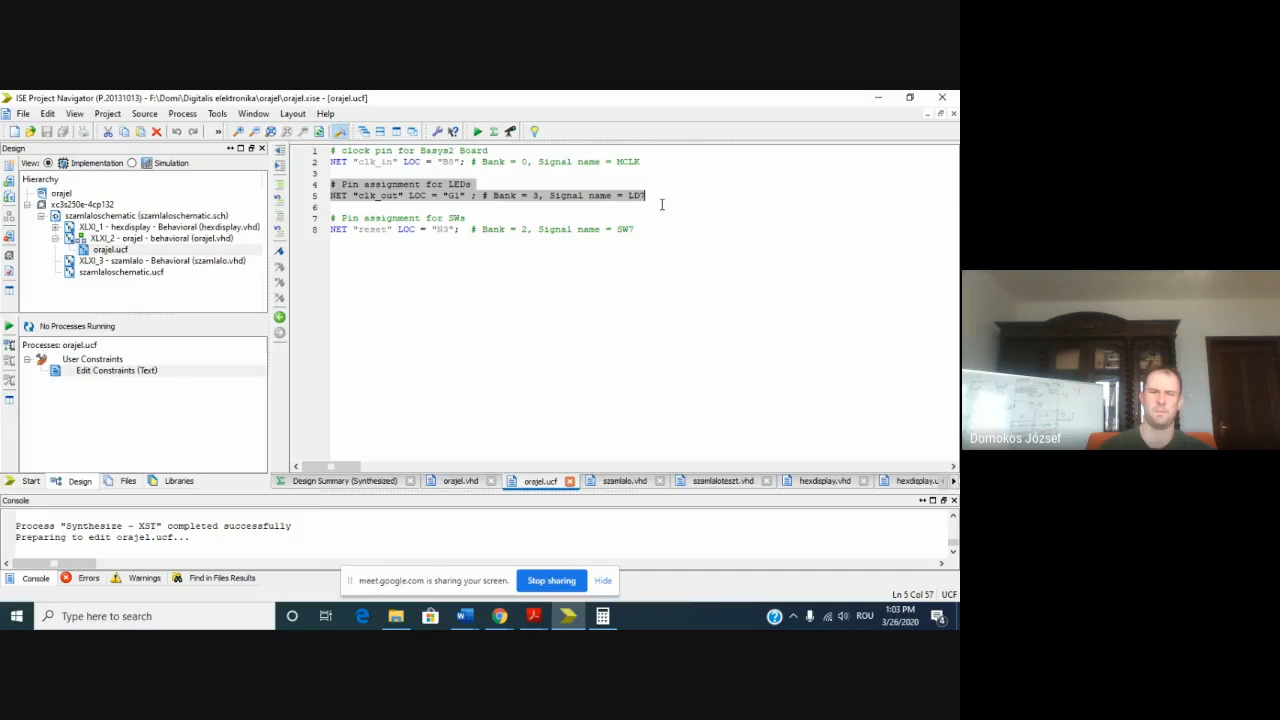 ISE Project Navigator (P.20131013) - F:\Domi\Digitalis elektronika\orajel\orajel.xise - [orajel.ucf]
File Edit View Project Source Process Tools Window Layout Help
»
Design
View: Implementation Simulation
Hierarchy
orajel
xc3s250e-4cp132
szamlaloschematic (szamlaloschematic.sch)
XLXI_1 - hexdisplay - Behavioral (hexdisplay.vhd)
XLXI_2 - orajel - behavioral (orajel.vhd)
orajel.ucf
XLXI_3 - szamlalo - Behavioral (szamlalo.vhd)
szamlaloschematic.ucf
No Processes Running
Processes: orajel.ucf
User Constraints
Edit Constraints (Text)
Start Design Files Libraries
1 # clock pin for Basys2 Board
2 NET "clk_in" LOC = "B8"; # Bank = 0, Signal name = MCLK
3
4 # Pin assignment for LEDs
5 NET "clk_out" LOC = "G1" ; # Bank = 3, Signal name = LD7
6
7 # Pin assignment for SWs
8 NET "reset" LOC = "N3"; # Bank = 2, Signal name = SW7
Design Summary (Synthesized) orajel.vhd orajel.ucf szamlalo.vhd szamlaloteszt.vhd hexdisplay.vhd hexdisplay.u
Console
Process "Synthesize - XST" completed successfully
Preparing to edit orajel.ucf...
Console Errors Warnings Find in Files Results
meet.google.com is sharing your screen. Stop sharing Hide
Ln 5 Col 57 UCF
Type here to search
ROU
1:03 PM
3/26/2020
4
Domokos József